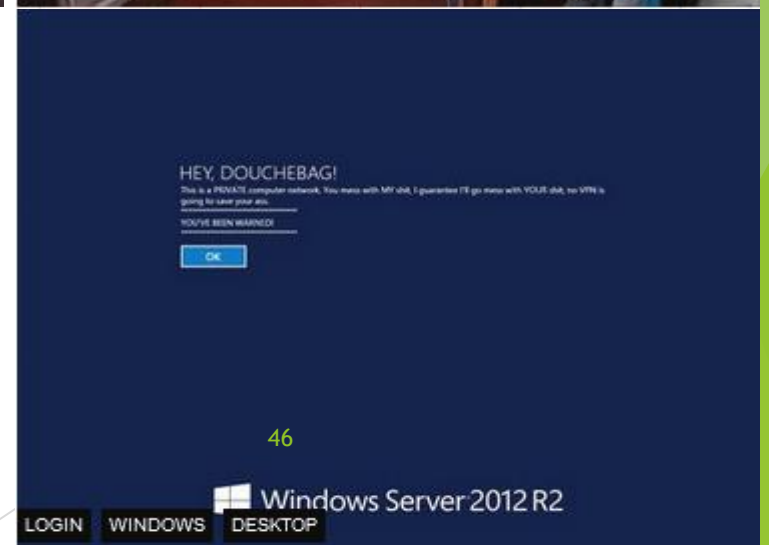 HEY, DOUCHEBAG!
This is a PRIVATE computer network. You mess with MY shit, I guarantee I'll go mess with YOUR shit, no VPN is
going to save your ass.
YOU'VE BEEN WARNED!
OK
46
Windows Server 2012 R2
LOGIN WINDOWS DESKTOP